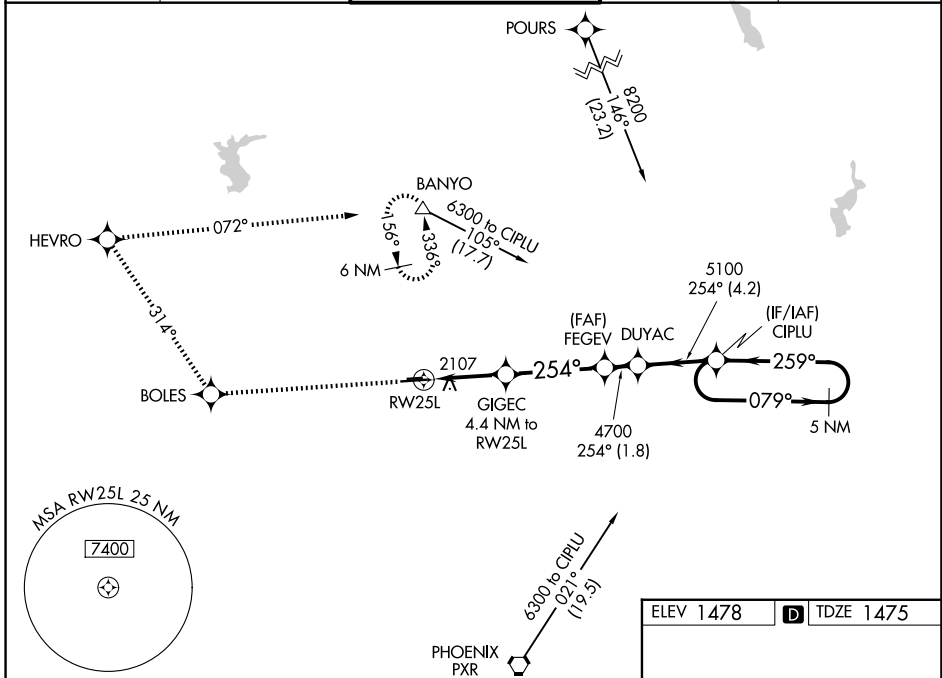 POURS
8200
146°
(23.2)
BANYO
6300 to CIPLU
105°
(17.7)
HEVRO
072°
156°
336°
6 NM
314°
5100
254° (4.2)
(IF/IAF)
CIPLU
(FAF)
FEGEV
DUYAC
2107
254°
259°
079°
5 NM
BOLES
RW25L
GIGEC
4.4 NM to
RW25L
4700
254° (1.8)
MSA RW25L 25 NM
7400
6300 to CIPLU
021°
(19.5)
PHOENIX
PXR
ELEV 1478
D
TDZE 1475